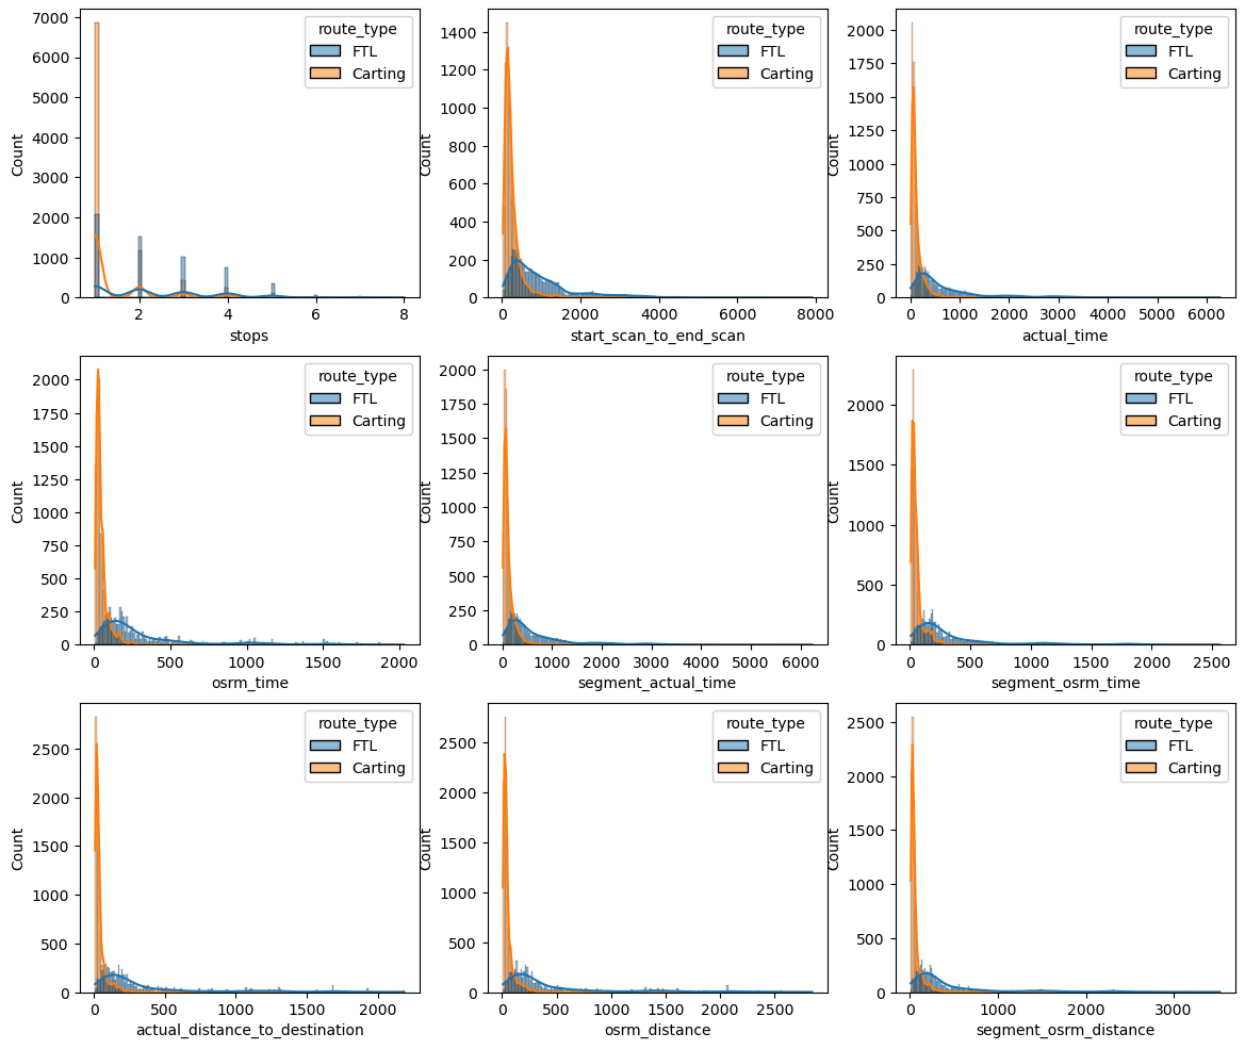 7000
6000
5000
4000
3000
2000
1000
0
Count
2
4
6
8
stops
route_type
FTL
Carting
1400
1200
1000
800
600
400
200
0
Count
0
2000
4000
6000
8000
start_scan_to_end_scan
route_type
FTL
Carting
2000
1750
1500
1250
1000
750
500
250
0
Count
0
1000
2000
3000
4000
5000
6000
actual_time
route_type
FTL
Carting
2000
1750
1500
1250
1000
750
500
250
0
Count
0
500
1000
1500
2000
osrm_time
route_type
FTL
Carting
2000
1750
1500
1250
1000
750
500
250
0
Count
0
1000
2000
3000
4000
5000
6000
segment_actual_time
route_type
FTL
Carting
2000
1500
1000
500
0
Count
0
500
1000
1500
2000
2500
segment_osrm_time
route_type
FTL
Carting
2500
2000
1500
1000
500
0
Count
0
500
1000
1500
2000
actual_distance_to_destination
route_type
FTL
Carting
2500
2000
1500
1000
500
0
Count
0
500
1000
1500
2000
2500
osrm_distance
route_type
FTL
Carting
2500
2000
1500
1000
500
0
Count
0
1000
2000
3000
segment_osrm_distance
route_type
FTL
Carting